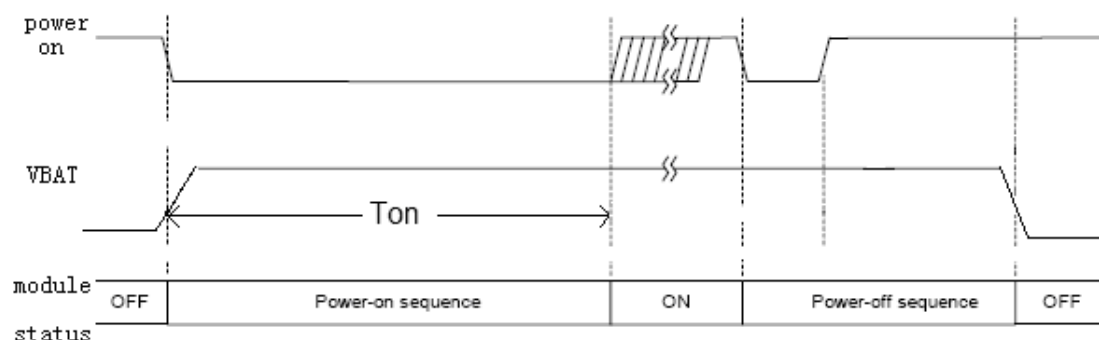 power
on
VBAT
Ton
module
OFF Power-on sequence ON Power-off sequence OFF
status